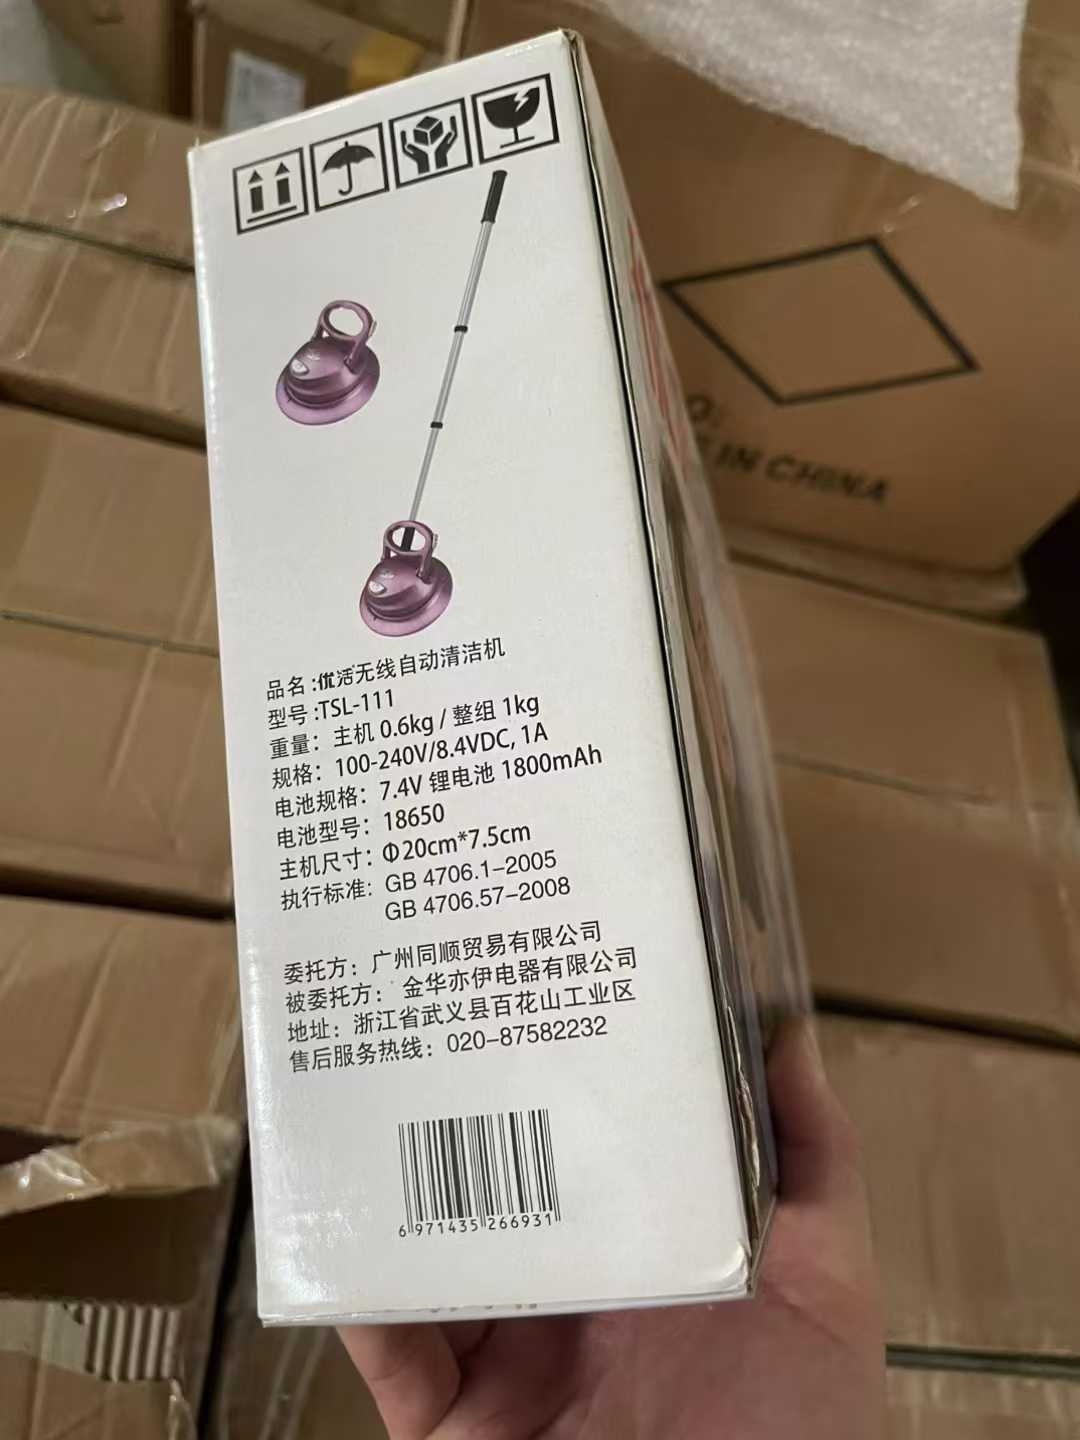 品名:优活无线自动清洁机
型号:TSL-111
重量：主机 0.6kg / 整组 1kg
规格：100-240V/8.4VDC, 1A
电池规格：7.4V 锂电池 1800mAh
电池型号：18650
主机尺寸：Φ20cm*7.5cm
执行标准：GB 4706.1-2005
GB 4706.57-2008
委托方：广州同顺贸易有限公司
被委托方：金华亦伊电器有限公司
地址：浙江省武义县百花山工业区
售后服务热线：020-87582232
6 971435 266931
IN CHINA